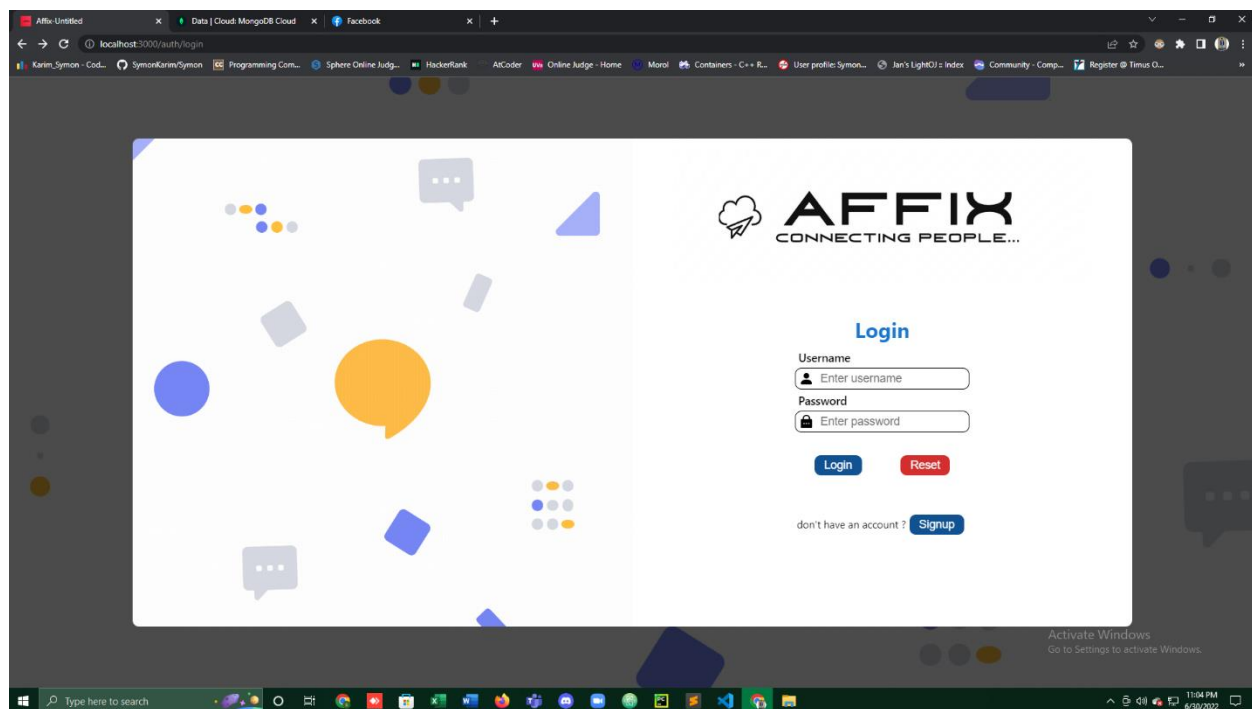 Affix-Untitled
Data | Cloud: MongoDB Cloud
Facebook
localhost:3000/auth/login
Karim_Symon - Cod...
SymonKarim/Symon
Programming Com...
Sphere Online Judg...
HackerRank
AtCoder
Online Judge - Home
Morol
Containers - C++ R...
User profile: Symon...
Jan's LightOJ :: Index
Community - Comp...
Register @ Timus O...
AFFIX
CONNECTING PEOPLE...
Login
Username
Enter username
Password
Enter password
Login Reset
don't have an account ? Signup
Activate Windows
Go to Settings to activate Windows.
Type here to search
11:04 PM
6/30/2022